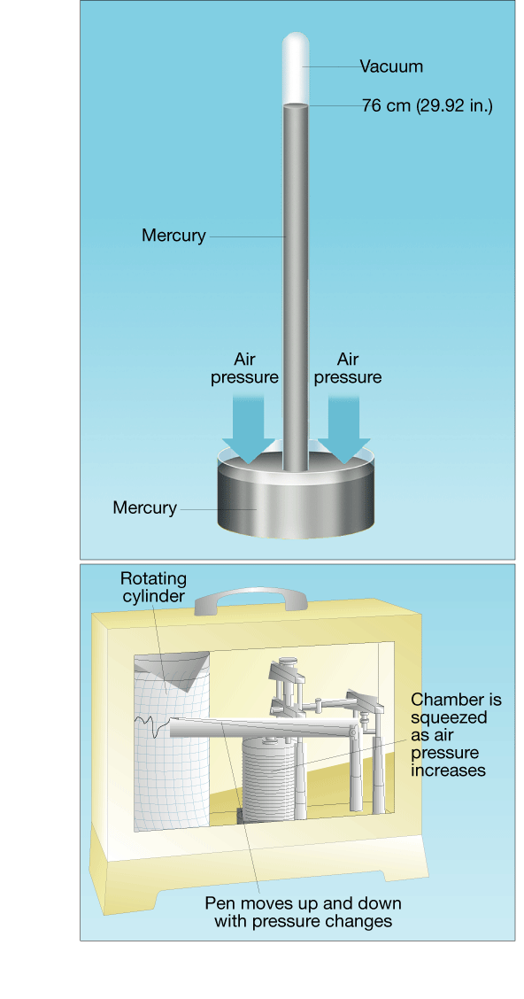 Vacuum
76 cm (29.92 in.)
Mercury
Air
pressure
Air
pressure
Mercury
Rotating
cylinder
Chamber is
squeezed
as air
pressure
increases
Pen moves up and down
with pressure changes